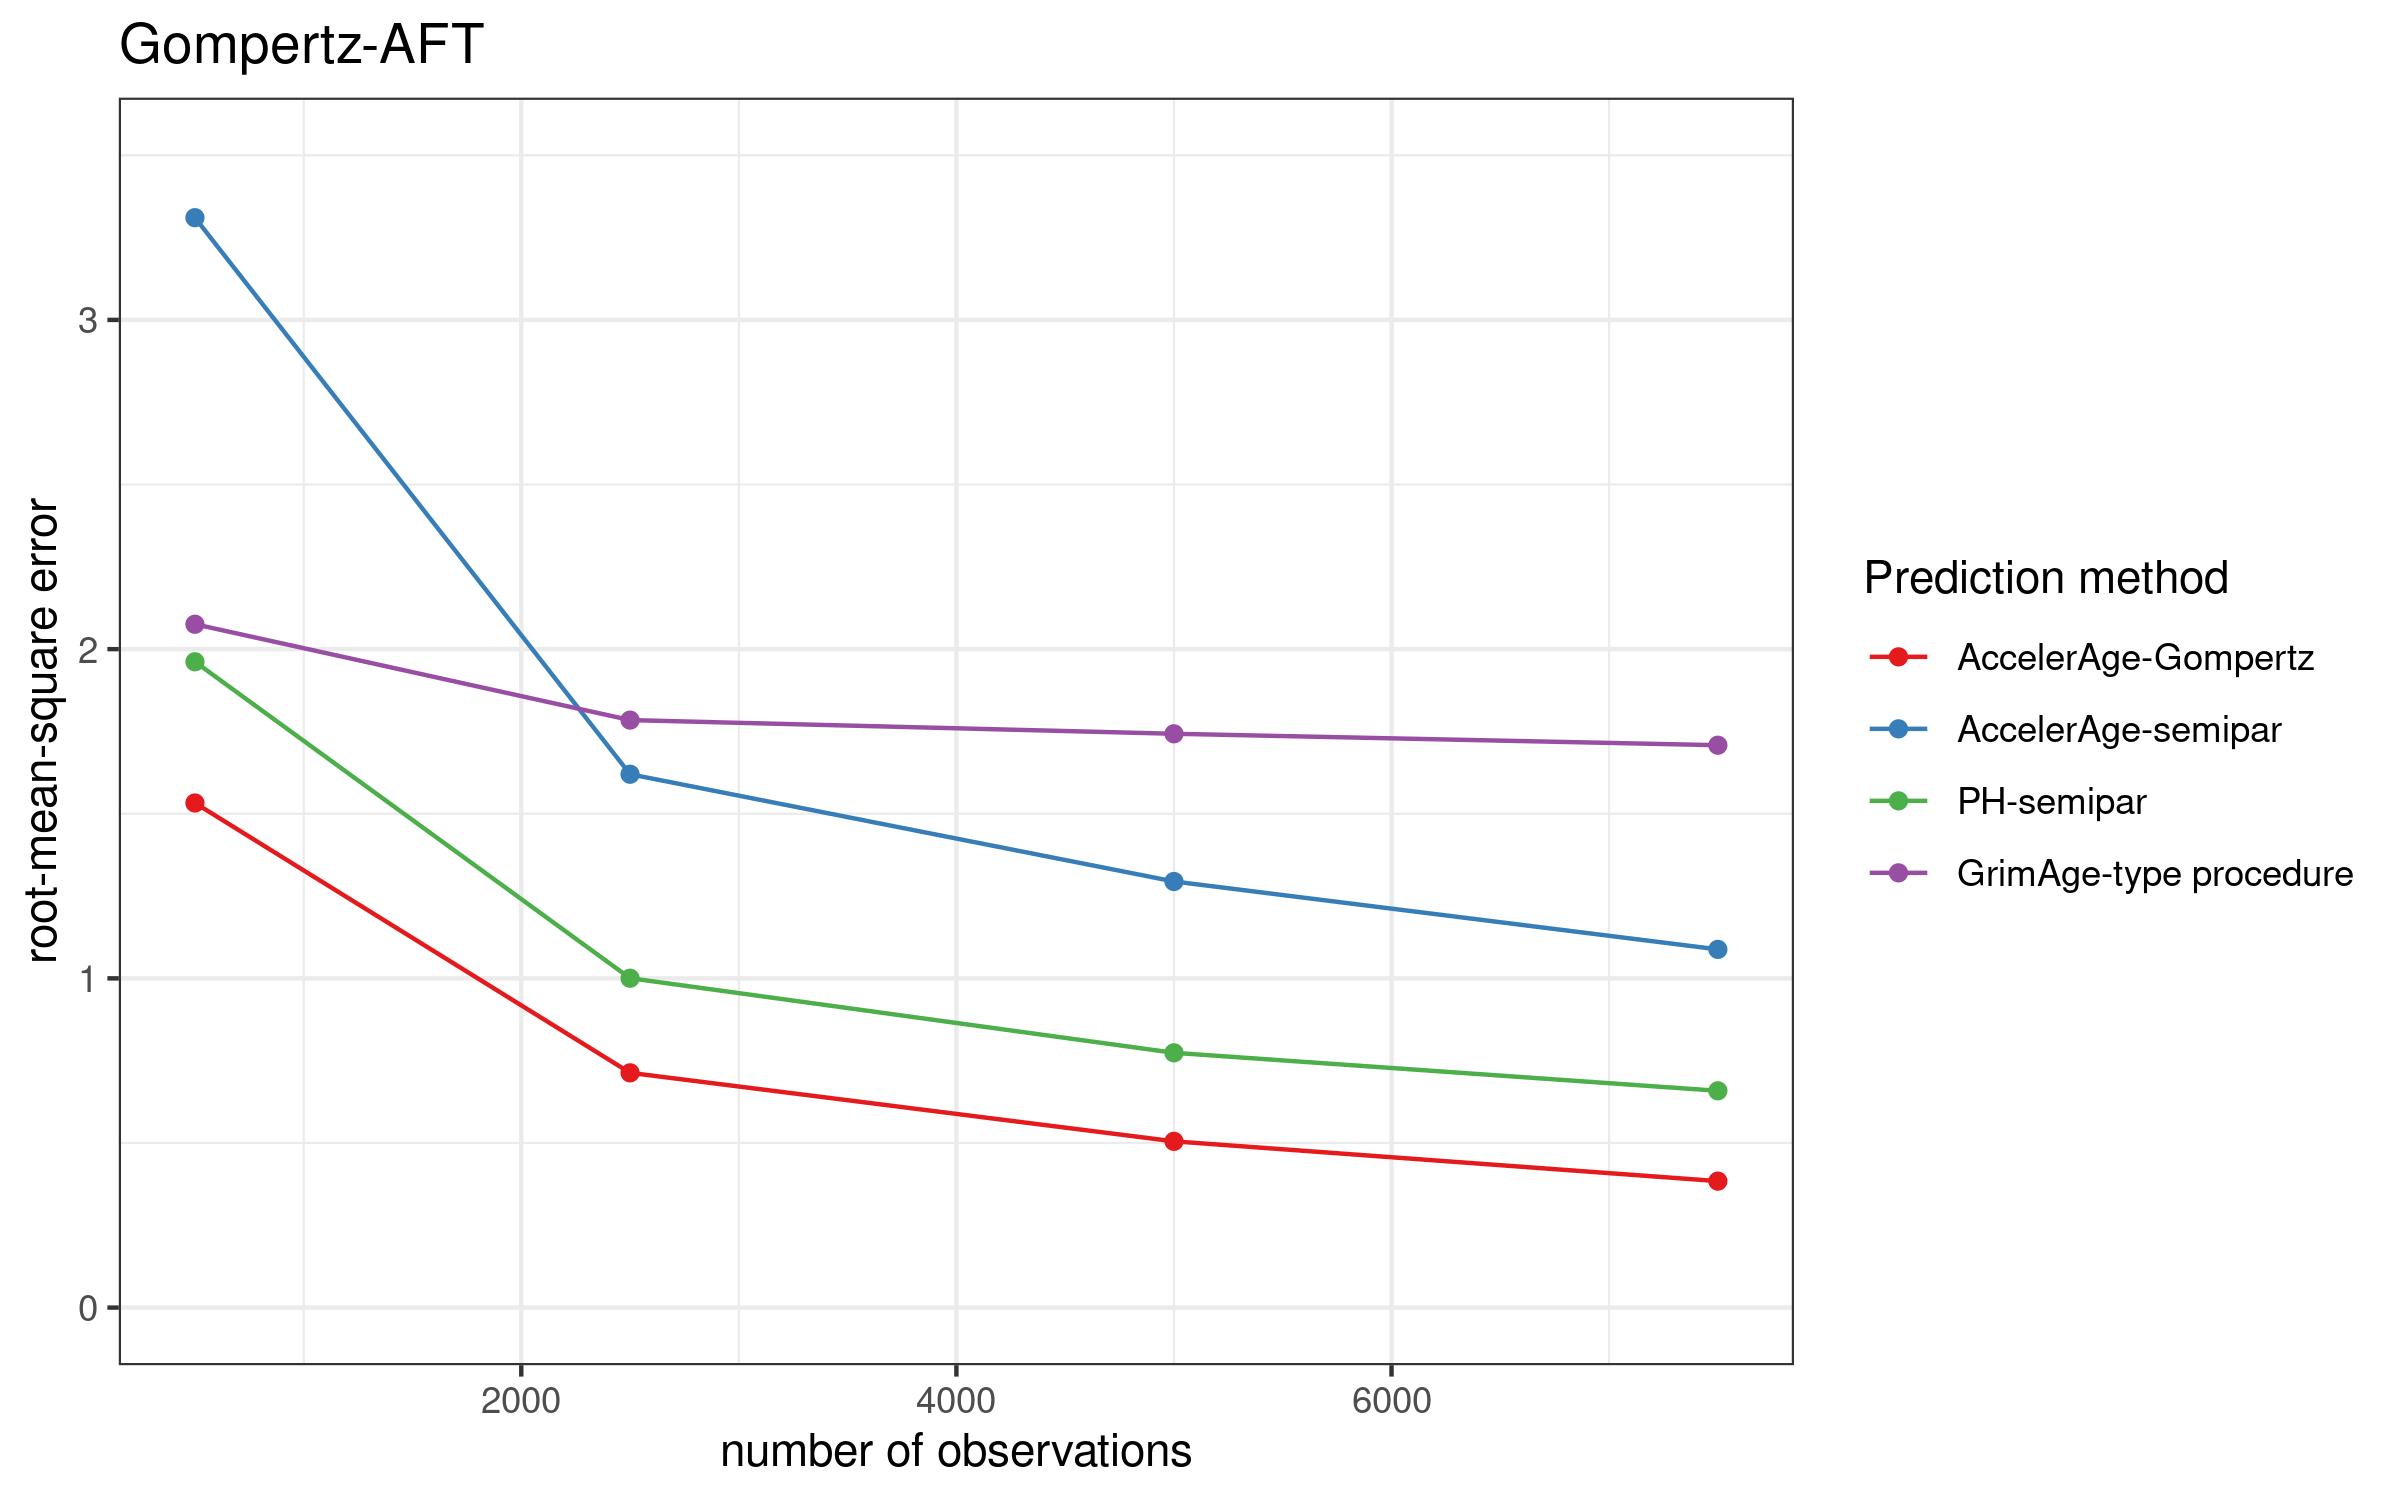 Gompertz-AFT
root-mean-square error
3
2
1
0
2000 4000 6000
number of observations
Prediction method
AccelerAge-Gompertz
AccelerAge-semipar
PH-semipar
GrimAge-type procedure